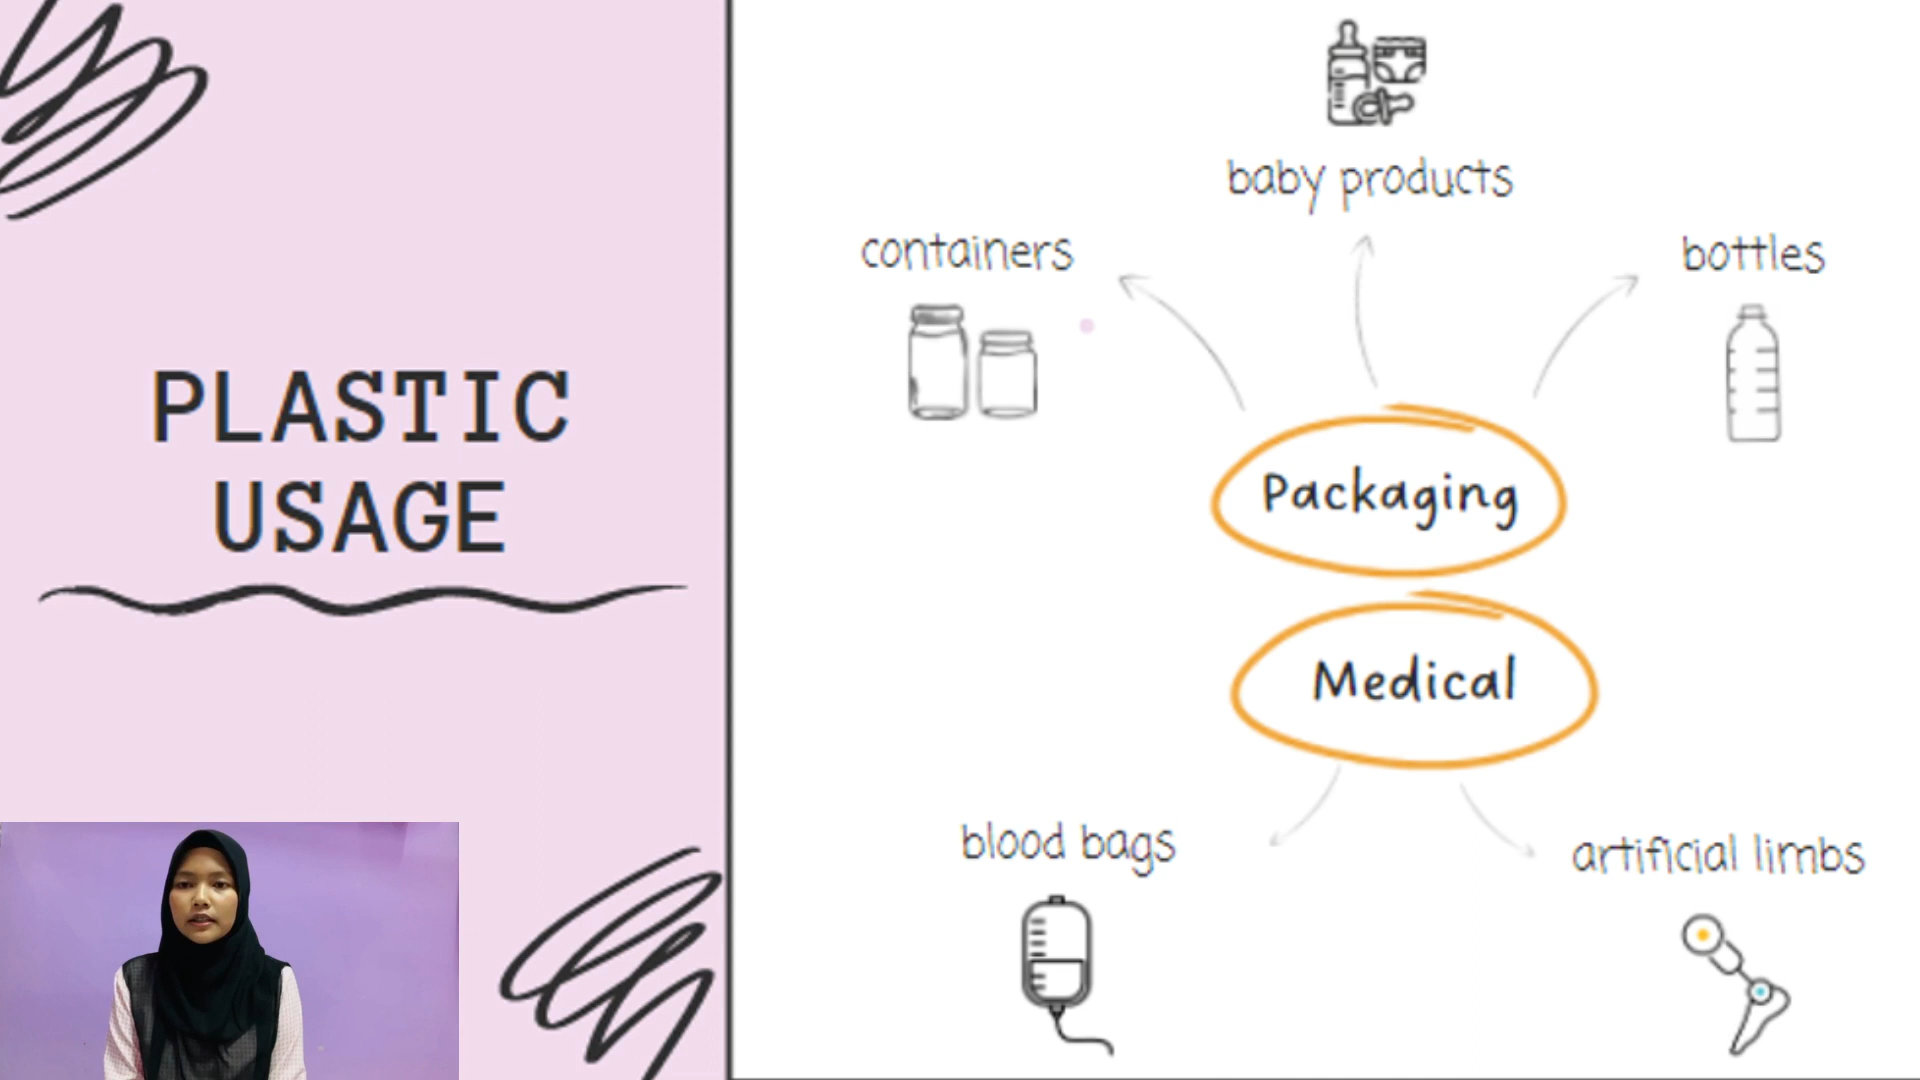 PLASTIC
USAGE
baby products
containers
bottles
Packaging
Medical
blood bags
artificial limbs